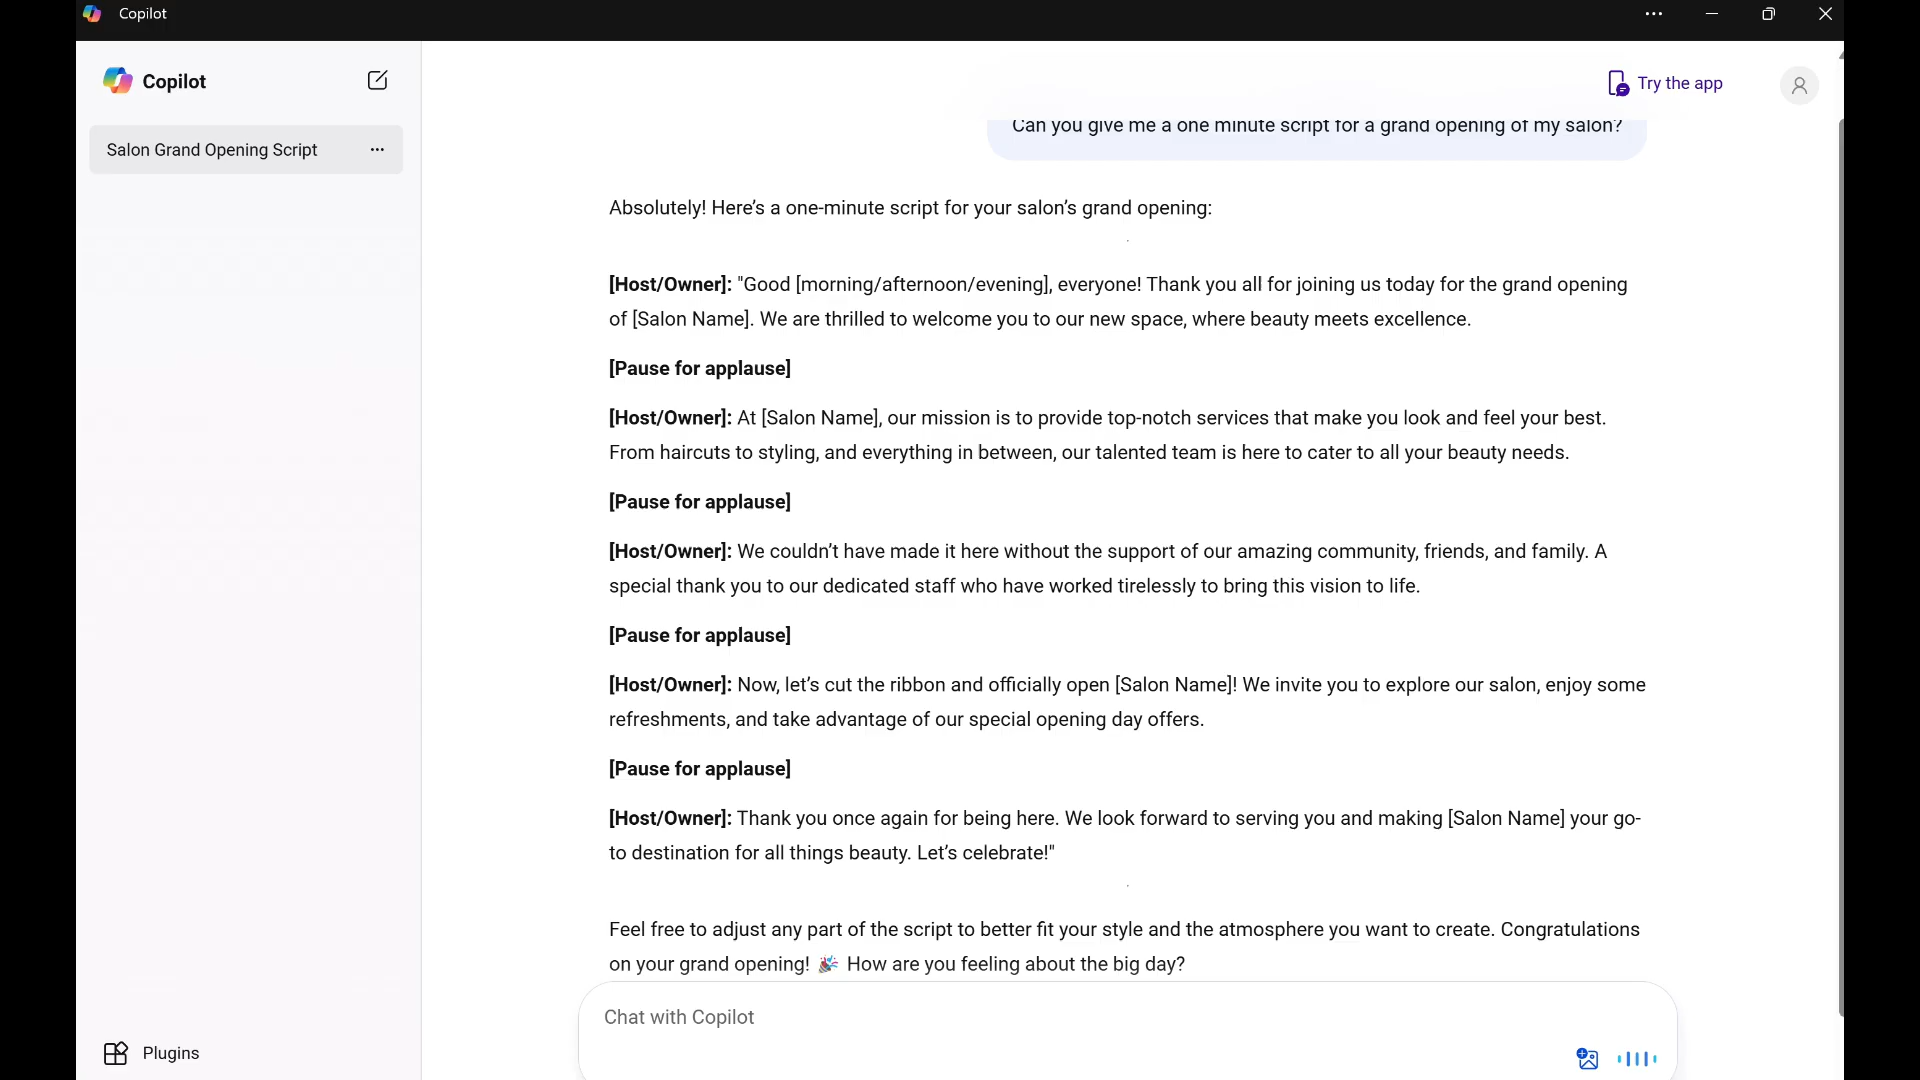 Copilot
Copilot
Try the app
Salon Grand Opening Script
Can you give me a one minute script for a grand opening of my salon?
Absolutely! Here’s a one-minute script for your salon’s grand opening:
[Host/Owner]: "Good [morning/afternoon/evening], everyone! Thank you all for joining us today for the grand opening
of [Salon Name]. We are thrilled to welcome you to our new space, where beauty meets excellence.
[Pause for applause]
[Host/Owner]: At [Salon Name], our mission is to provide top-notch services that make you look and feel your best.
From haircuts to styling, and everything in between, our talented team is here to cater to all your beauty needs.
[Pause for applause]
[Host/Owner]: We couldn’t have made it here without the support of our amazing community, friends, and family. A
special thank you to our dedicated staff who have worked tirelessly to bring this vision to life.
[Pause for applause]
[Host/Owner]: Now, let’s cut the ribbon and officially open [Salon Name]! We invite you to explore our salon, enjoy some
refreshments, and take advantage of our special opening day offers.
[Pause for applause]
[Host/Owner]: Thank you once again for being here. We look forward to serving you and making [Salon Name] your go-
to destination for all things beauty. Let’s celebrate!"
Feel free to adjust any part of the script to better fit your style and the atmosphere you want to create. Congratulations
on your grand opening! 🎉 How are you feeling about the big day?
Chat with Copilot
Plugins